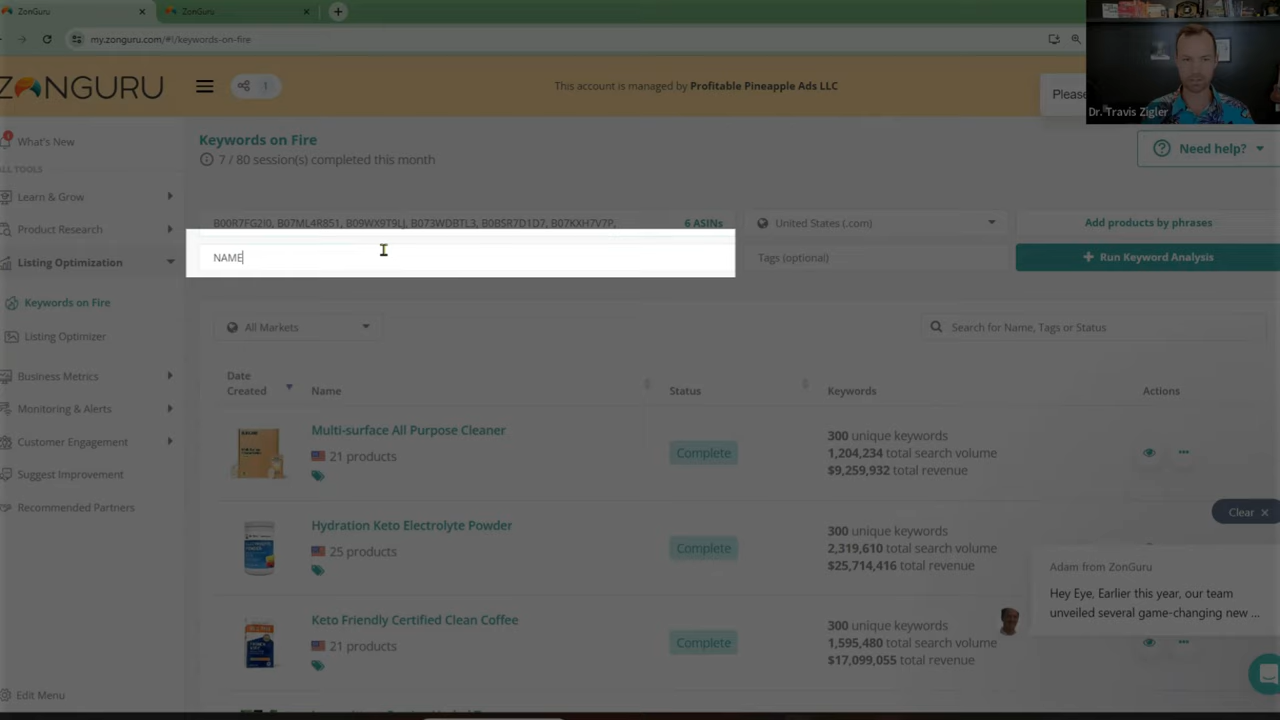 ZonGuru
ZonGuru
my.zonguru.com/#!/keywords-on-fire
ZONGURU
1
This account is managed by Profitable Pineapple Ads LLC
Please
Dr. Travis Zigler
What's New
ALL TOOLS
Learn & Grow
Product Research
Listing Optimization
Keywords on Fire
Listing Optimizer
Business Metrics
Monitoring & Alerts
Customer Engagement
Suggest Improvement
Recommended Partners
Edit Menu
Keywords on Fire
7 / 80 session(s) completed this month
Need help?
B00R7FG2I0, B07ML4R851, B09WX9T9LJ, B073WDBTL3, B0BSR7D1D7, B07KXH7V7P,
6 ASINs
United States (.com)
Add products by phrases
NAME
Tags (optional)
+ Run Keyword Analysis
All Markets
Search for Name, Tags or Status
Date
Created
Name
Status
Keywords
Actions
Multi-surface All Purpose Cleaner
21 products
Complete
300 unique keywords
1,204,234 total search volume
$9,259,932 total revenue
Hydration Keto Electrolyte Powder
25 products
Complete
300 unique keywords
2,319,610 total search volume
$25,714,416 total revenue
Keto Friendly Certified Clean Coffee
21 products
Complete
300 unique keywords
1,595,480 total search volume
$17,099,055 total revenue
Clear
Adam from ZonGuru
Hey Eye, Earlier this year, our team
unveiled several game-changing new ...